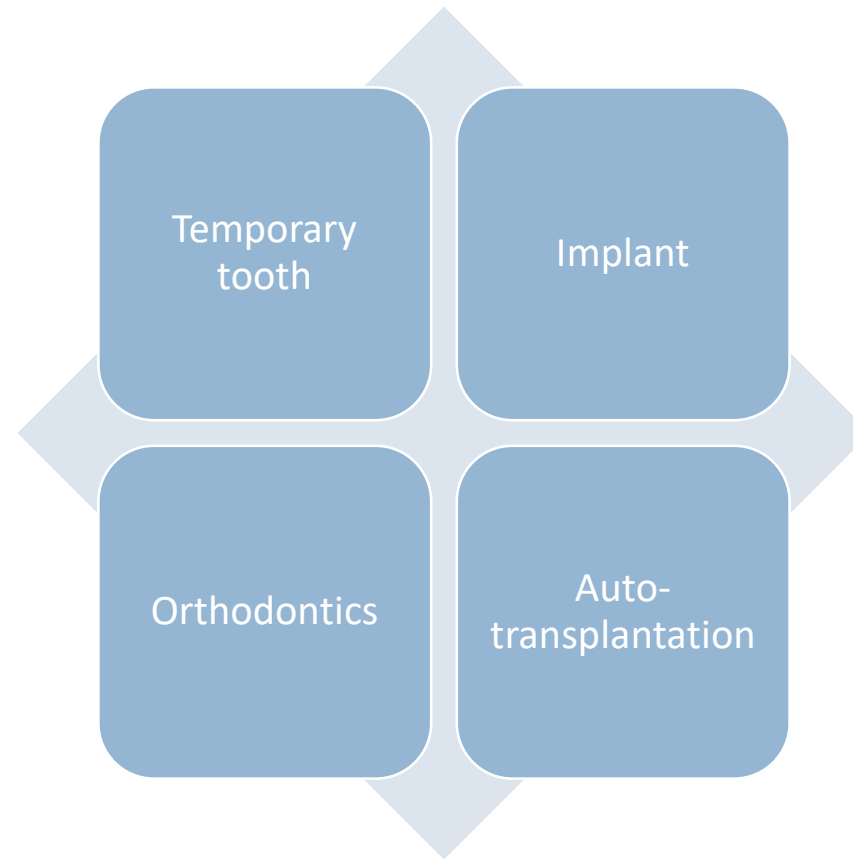 Temporary
tooth
Implant
Orthodontics
Auto-
transplantation